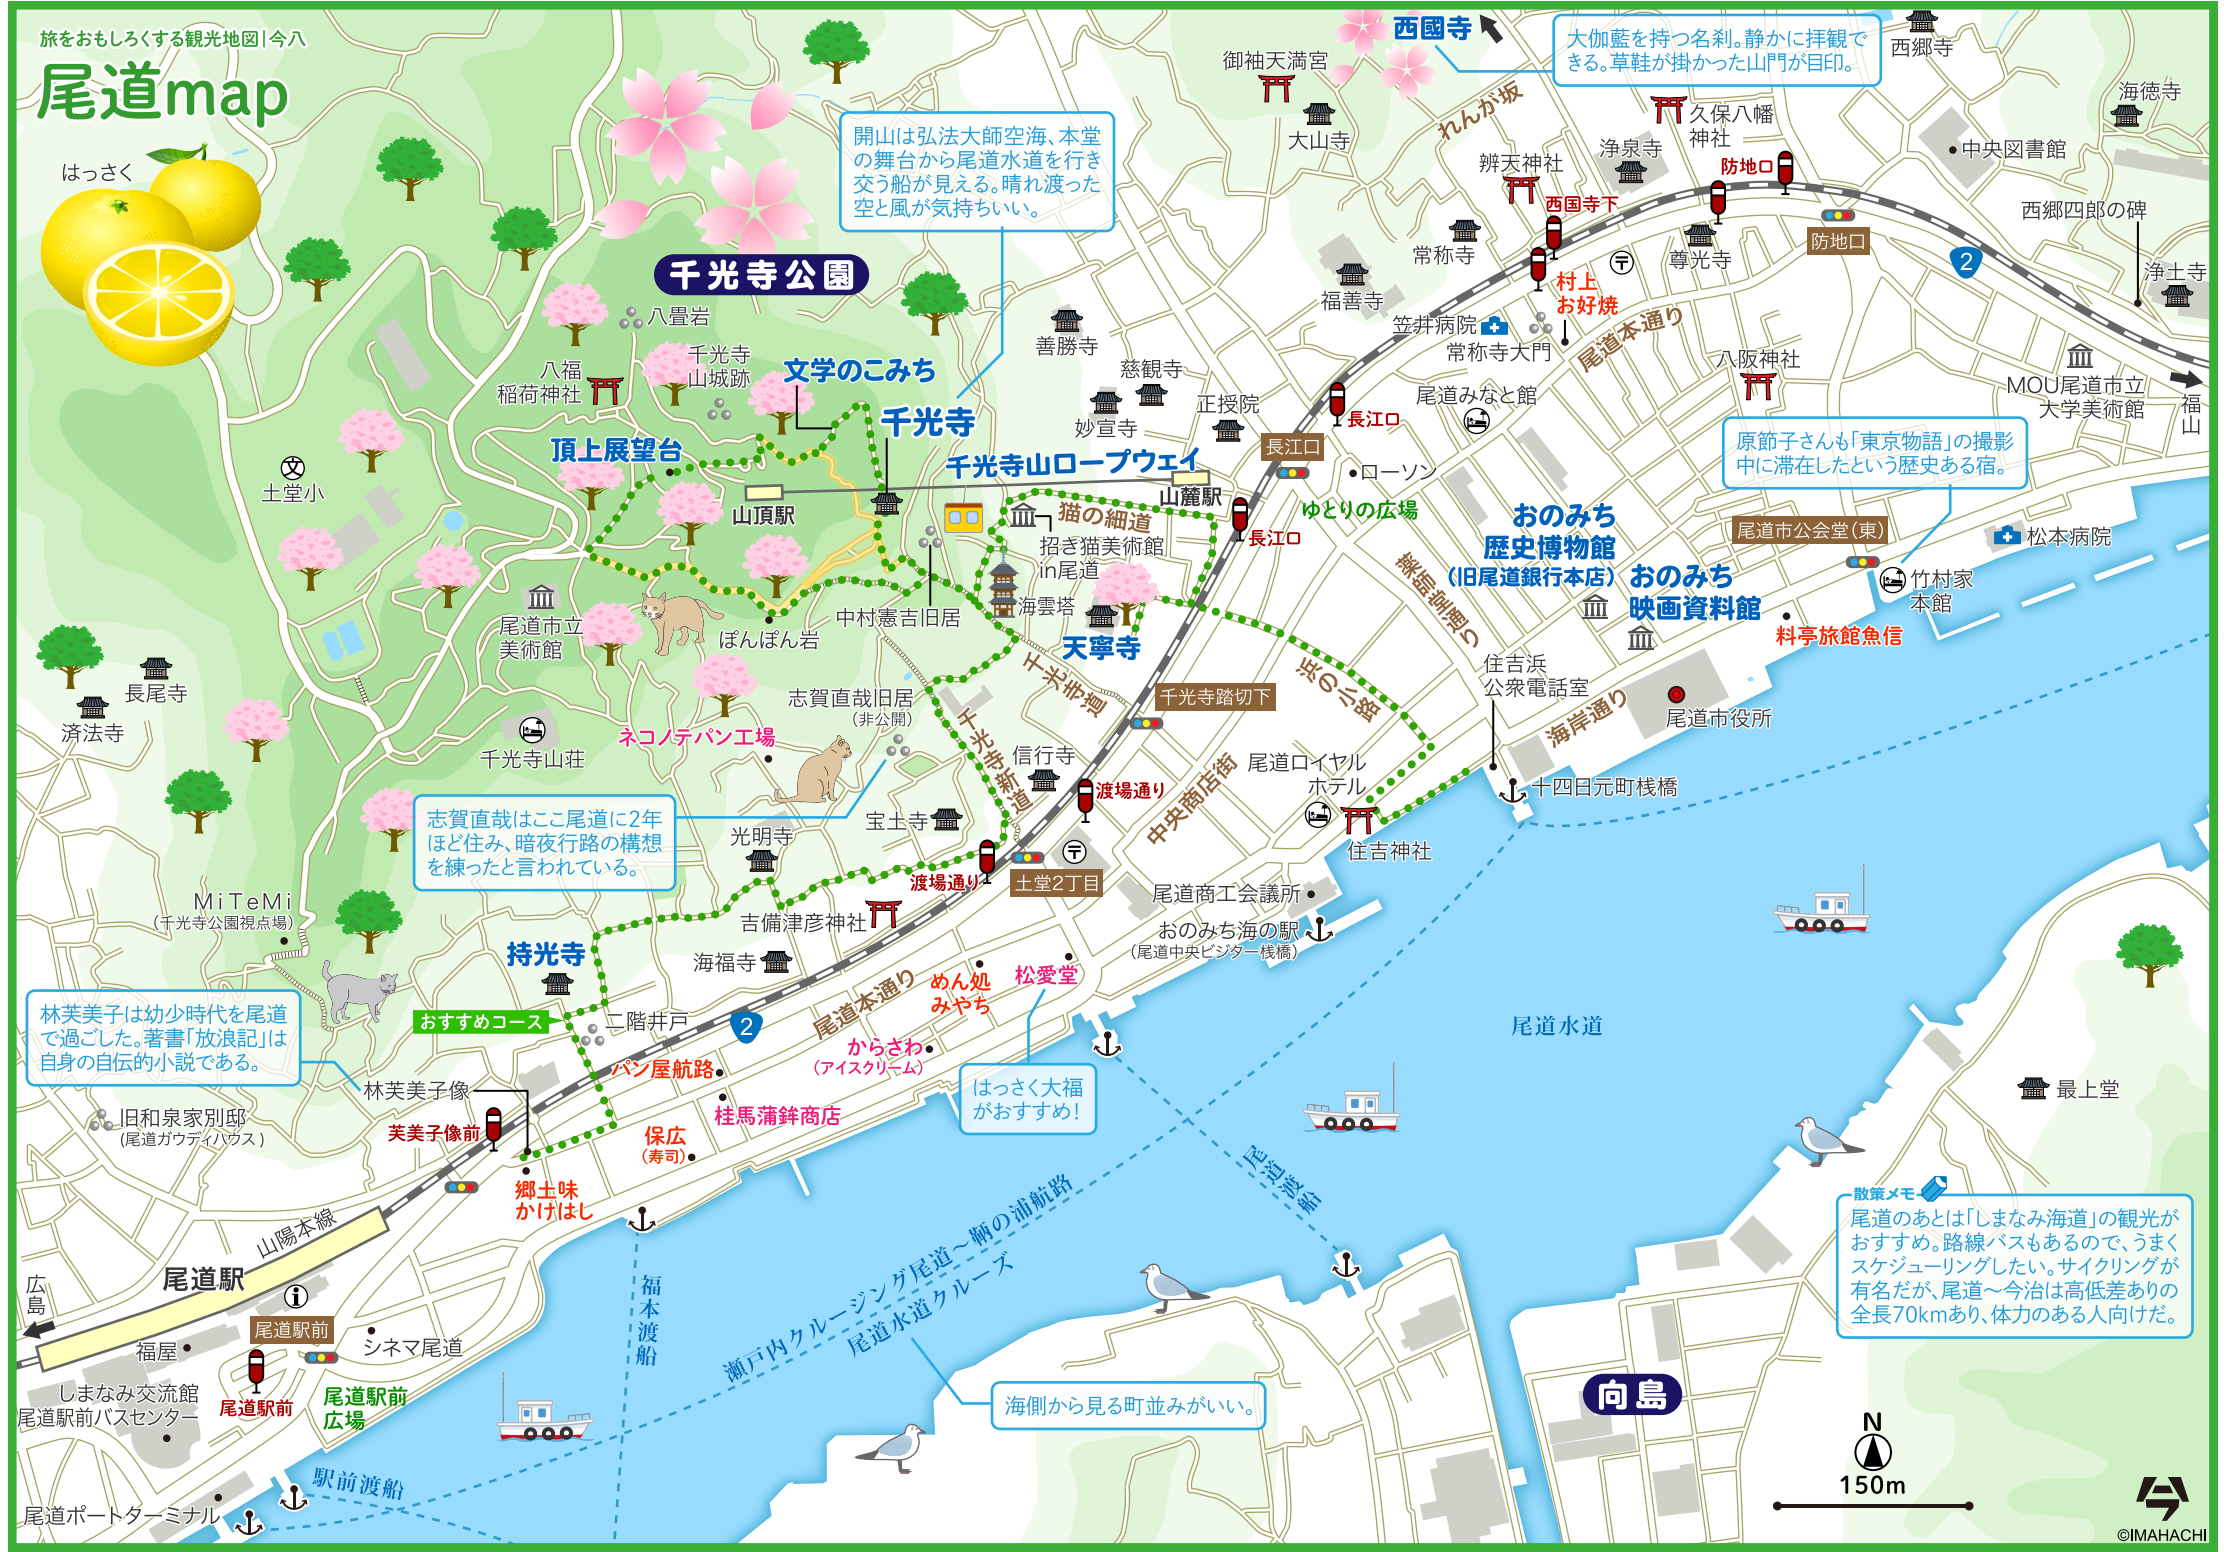 旅をおもしろくする観光地図|今八
尾道map
はっさく
西國寺
大伽藍を持つ名刹。静かに拝観で
きる。草鞋が掛かった山門が目印。
西郷寺
海徳寺
御袖天満宮
大山寺
れんが坂
久保八幡
神社
浄泉寺
辨天神社
防地口
中央図書館
開山は弘法大師空海、本堂
の舞台から尾道水道を行き
交う船が見える。晴れ渡った
空と風が気持ちいい。
西国寺下
西郷四郎の碑
常称寺
尊光寺
防地口
2
浄土寺
千光寺公園
福善寺
村上
お好焼
八畳岩
善勝寺
笠井病院
常称寺大門
尾道本通り
千光寺
山城跡
八福
稲荷神社
文学のこみち
慈観寺
八阪神社
MOU尾道市立
大学美術館
福山
千光寺
妙宣寺
正授院
尾道みなと館
長江口
頂上展望台
長江口
原節子さんも「東京物語」の撮影
中に滞在したという歴史ある宿。
千光寺山ロープウェイ
ローソン
土堂小
山頂駅
山麓駅
ゆとりの広場
猫の細道
長江口
おのみち
歴史博物館
(旧尾道銀行本店)
尾道市公会堂(東)
松本病院
招き猫美術館
in尾道
薬師堂通り
おのみち
映画資料館
竹村家
本館
尾道市立
美術館
ぽんぽん岩
中村憲吉旧居
海雲塔
天寧寺
料亭旅館魚信
長尾寺
済法寺
千光寺道
浜の小路
住吉浜
公衆電話室
志賀直哉旧居
(非公開)
千光寺踏切下
海岸通り
尾道市役所
千光寺山荘
ネコノテパン工場
千光寺新道
信行寺
尾道ロイヤル
ホテル
十四日元町桟橋
渡場通り
中央商店街
志賀直哉はここ尾道に2年
ほど住み、暗夜行路の構想
を練ったと言われている。
光明寺
宝土寺
住吉神社
渡場通り
土堂2丁目
MiTeMi
(千光寺公園視点場)
吉備津彦神社
尾道商工会議所
おのみち海の駅
(尾道中央ビジター桟橋)
持光寺
海福寺
めん処
みやち
松愛堂
尾道本通り
林芙美子は幼少時代を尾道
で過ごした。著書「放浪記」は
自身の自伝的小説である。
おすすめコース
二階井戸
2
尾道水道
からさわ
(アイスクリーム)
パン屋航路
はっさく大福
がおすすめ!
林芙美子像
最上堂
旧和泉家別邸
(尾道ガウディハウス)
芙美子像前
桂馬蒲鉾商店
保広
(寿司)
郷土味
かけはし
尾道渡船
瀬戸内クルージング尾道〜鞆の浦航路
尾道水道クルーズ
散策メモ
尾道のあとは「しまなみ海道」の観光が
おすすめ。路線バスもあるので、うまく
スケジューリングしたい。サイクリングが
有名だが、尾道〜今治は高低差ありの
全長70kmあり、体力のある人向けだ。
山陽本線
尾道駅
広島
福本渡船
尾道駅前
福屋
シネマ尾道
しまなみ交流館
尾道駅前バスセンター
尾道駅前
尾道駅前
広場
海側から見る町並みがいい。
向島
N
150m
駅前渡船
尾道ポートターミナル
©IMAHACHI